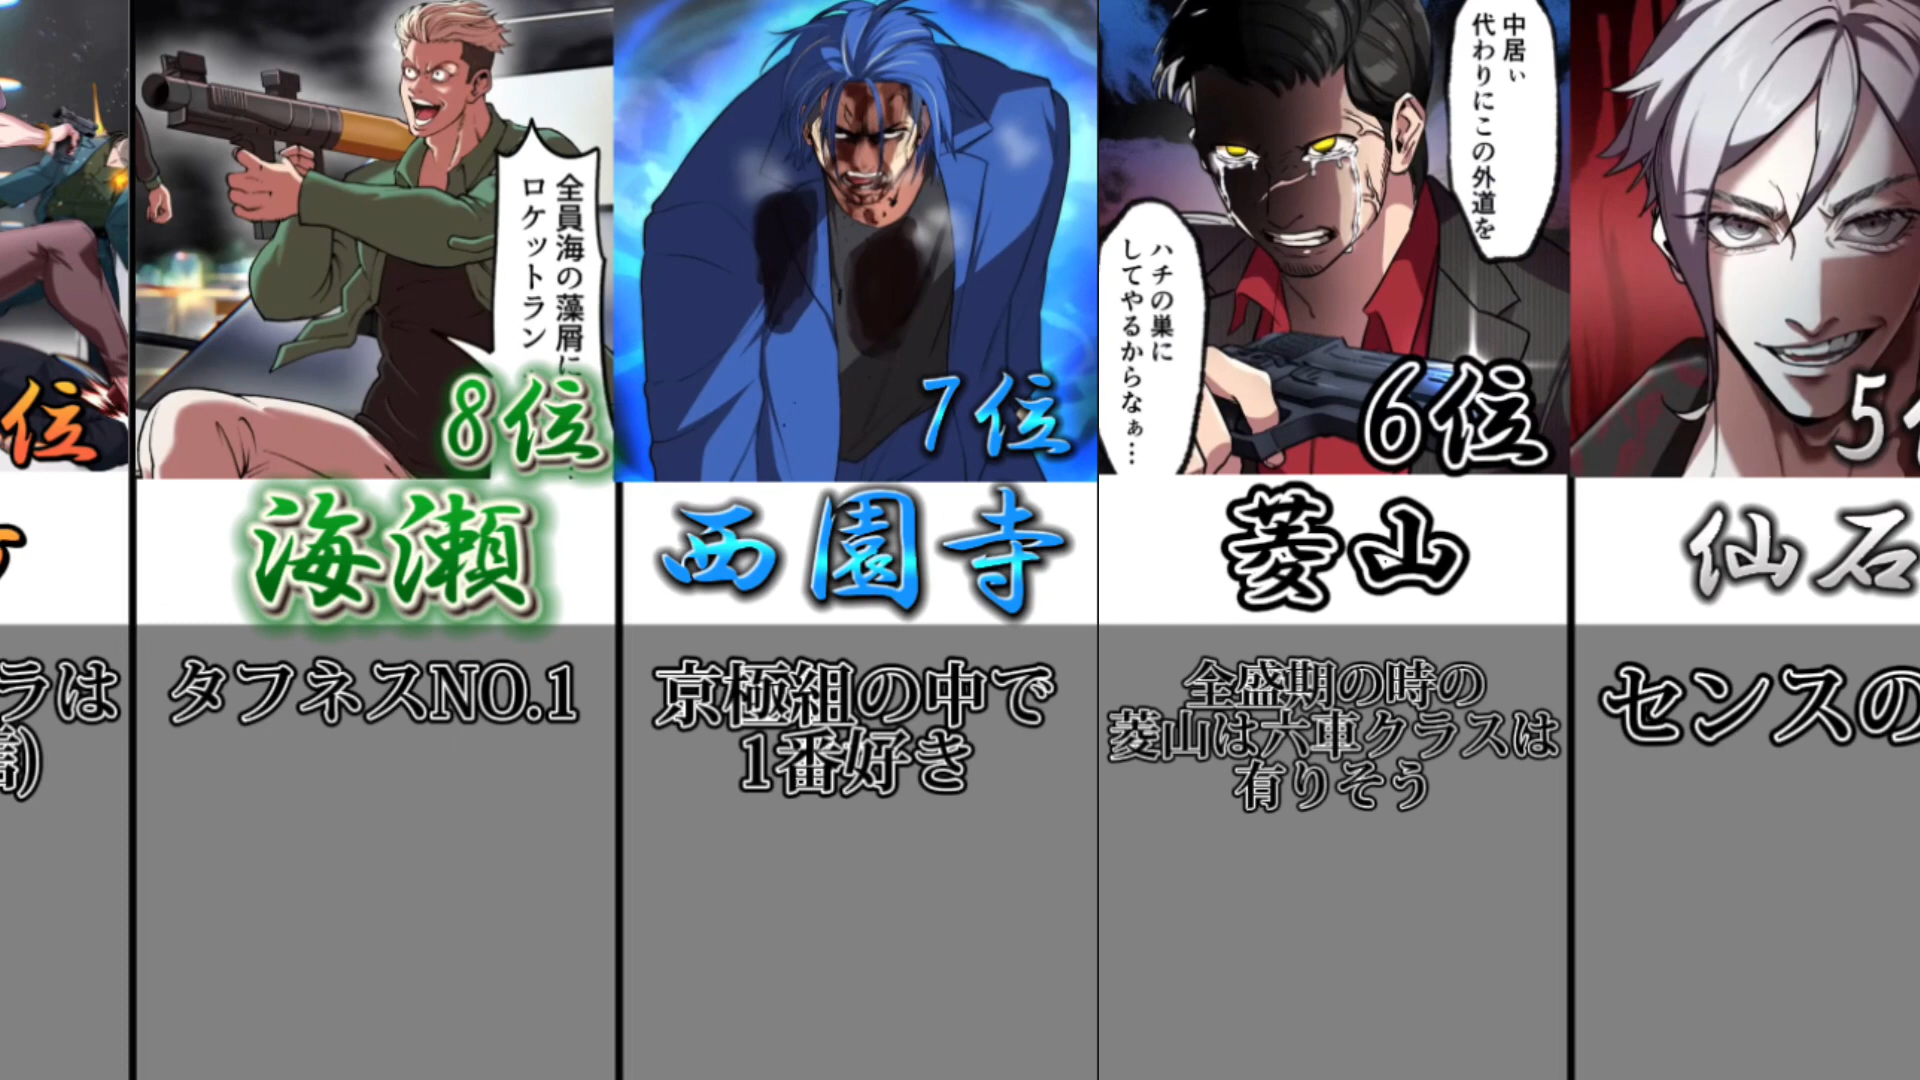 位
ラは
全員海の藻屑に
ロケットラン
8位
海瀬
タフネスNO.1
7位
西園寺
京極組の中で
1番好き
中居ぃ
代わりにこの外道を
ハチの巣に
してやるからなぁ…
6位
菱山
全盛期の時の
菱山は六車クラスは
有りそう
5
仙石
センスの